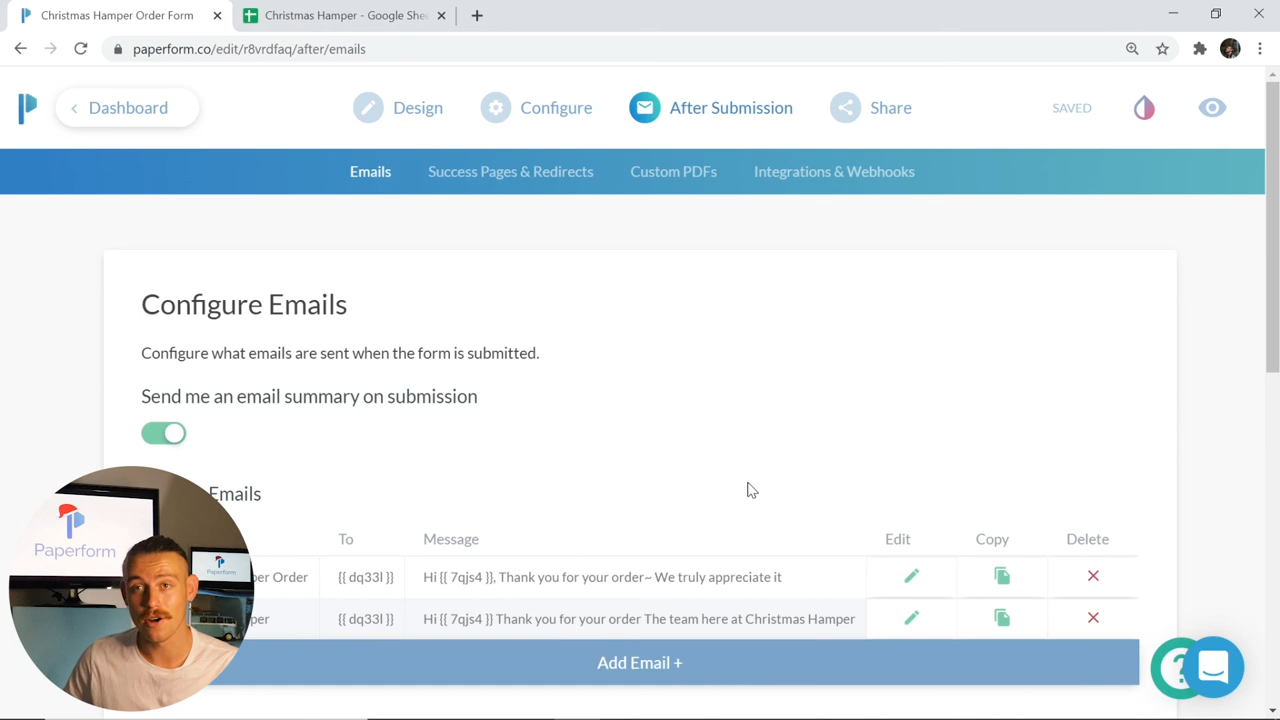 Christmas Hamper Order Form
Christmas Hamper - Google She
paperform.co/edit/r8vrdfaq/after/emails
Dashboard
Design
Configure
After Submission
Share
SAVED
Emails
Success Pages & Redirects
Custom PDFs
Integrations & Webhooks
Configure Emails
Configure what emails are sent when the form is submitted.
Send me an email summary on submission
Emails
To
Message
Edit
Copy
Delete
per Order
{{ dq33l }}
Hi {{ 7qjs4 }}, Thank you for your order~ We truly appreciate it
per
{{ dq33l }}
Hi {{ 7qjs4 }} Thank you for your order The team here at Christmas Hamper
Add Email +
Paperform
Paperform
?